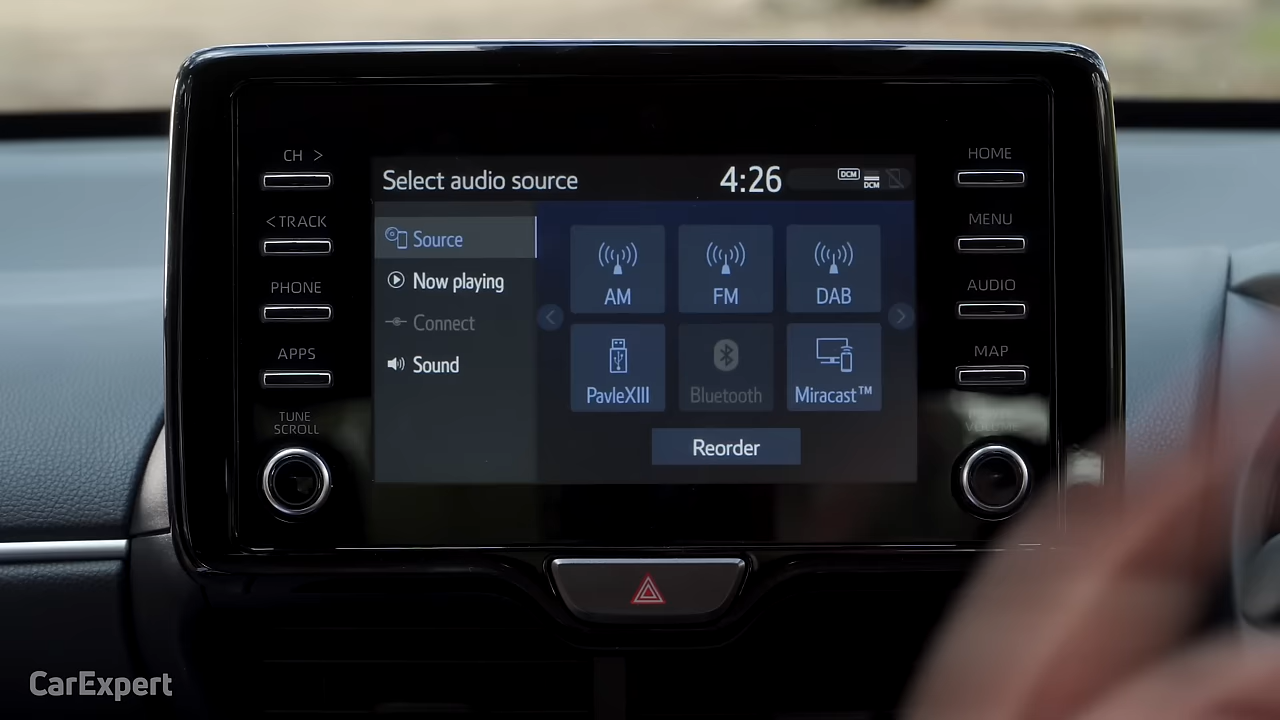 CH >
< TRACK
PHONE
APPS
TUNE
SCROLL
Select audio source
4:26
DCM
DCM
Source
Now playing
Connect
Sound
AM
FM
DAB
PavleXIII
Bluetooth
Miracast™
Reorder
HOME
MENU
AUDIO
MAP
VOLUME
CarExpert